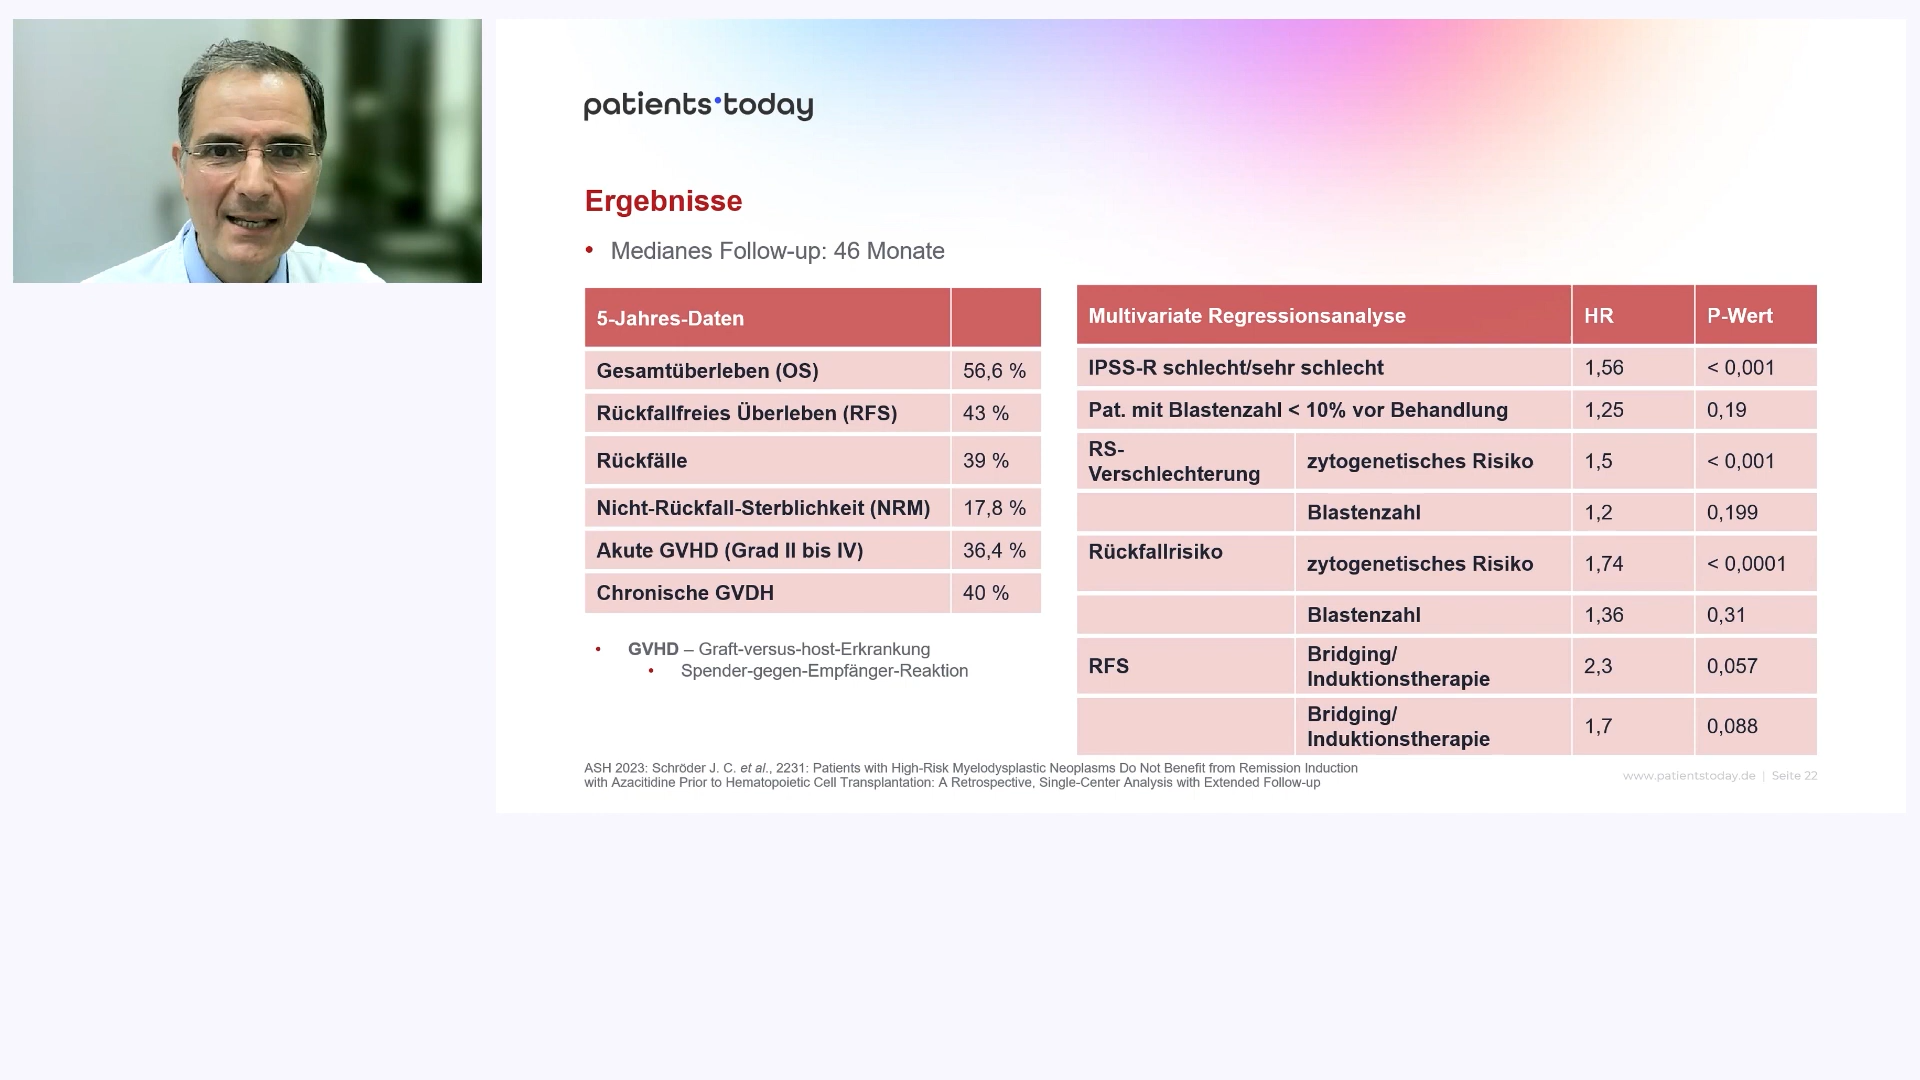 patients•today
Ergebnisse
• Medianes Follow-up: 46 Monate
5-Jahres-Daten
Gesamtüberleben (OS) 56,6 %
Rückfallfreies Überleben (RFS) 43 %
Rückfälle 39 %
Nicht-Rückfall-Sterblichkeit (NRM) 17,8 %
Akute GVHD (Grad II bis IV) 36,4 %
Chronische GVDH 40 %
• GVHD – Graft-versus-host-Erkrankung
• Spender-gegen-Empfänger-Reaktion
Multivariate Regressionsanalyse HR P-Wert
IPSS-R schlecht/sehr schlecht 1,56 < 0,001
Pat. mit Blastenzahl < 10% vor Behandlung 1,25 0,19
RS-
Verschlechterung zytogenetisches Risiko 1,5 < 0,001
Blastenzahl 1,2 0,199
Rückfallrisiko zytogenetisches Risiko 1,74 < 0,0001
Blastenzahl 1,36 0,31
RFS Bridging/
Induktionstherapie 2,3 0,057
Bridging/
Induktionstherapie 1,7 0,088
ASH 2023: Schröder J. C. et al., 2231: Patients with High-Risk Myelodysplastic Neoplasms Do Not Benefit from Remission Induction
with Azacitidine Prior to Hematopoietic Cell Transplantation: A Retrospective, Single-Center Analysis with Extended Follow-up
www.patientstoday.de | Seite 22